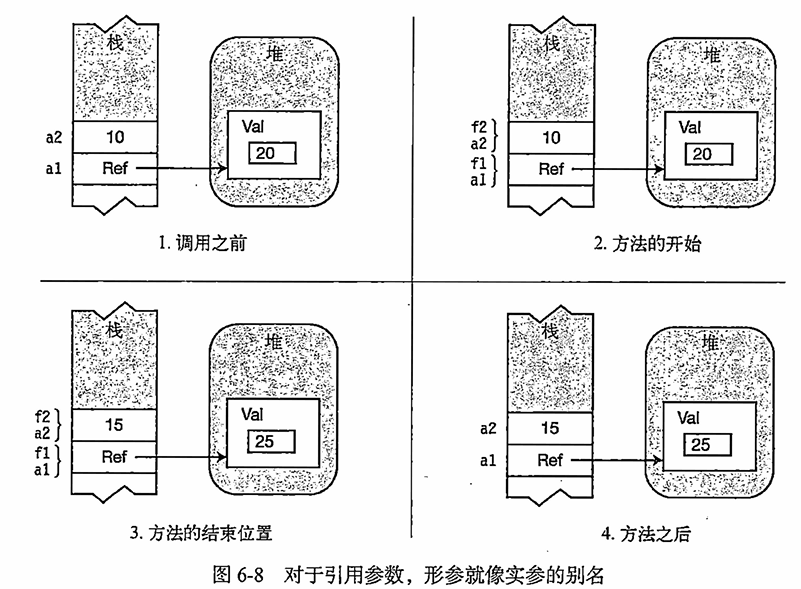 栈
堆
Val
a2 10
20
a1 Ref
1. 调用之前
栈
堆
f2
a2
10
Val
20
f1
a1
Ref
2. 方法的开始
栈
堆
f2
a2
15
Val
25
f1
a1
Ref
3. 方法的结束位置
栈
堆
Val
a2 15
25
a1 Ref
4. 方法之后
图 6-8 对于引用参数，形参就像实参的别名